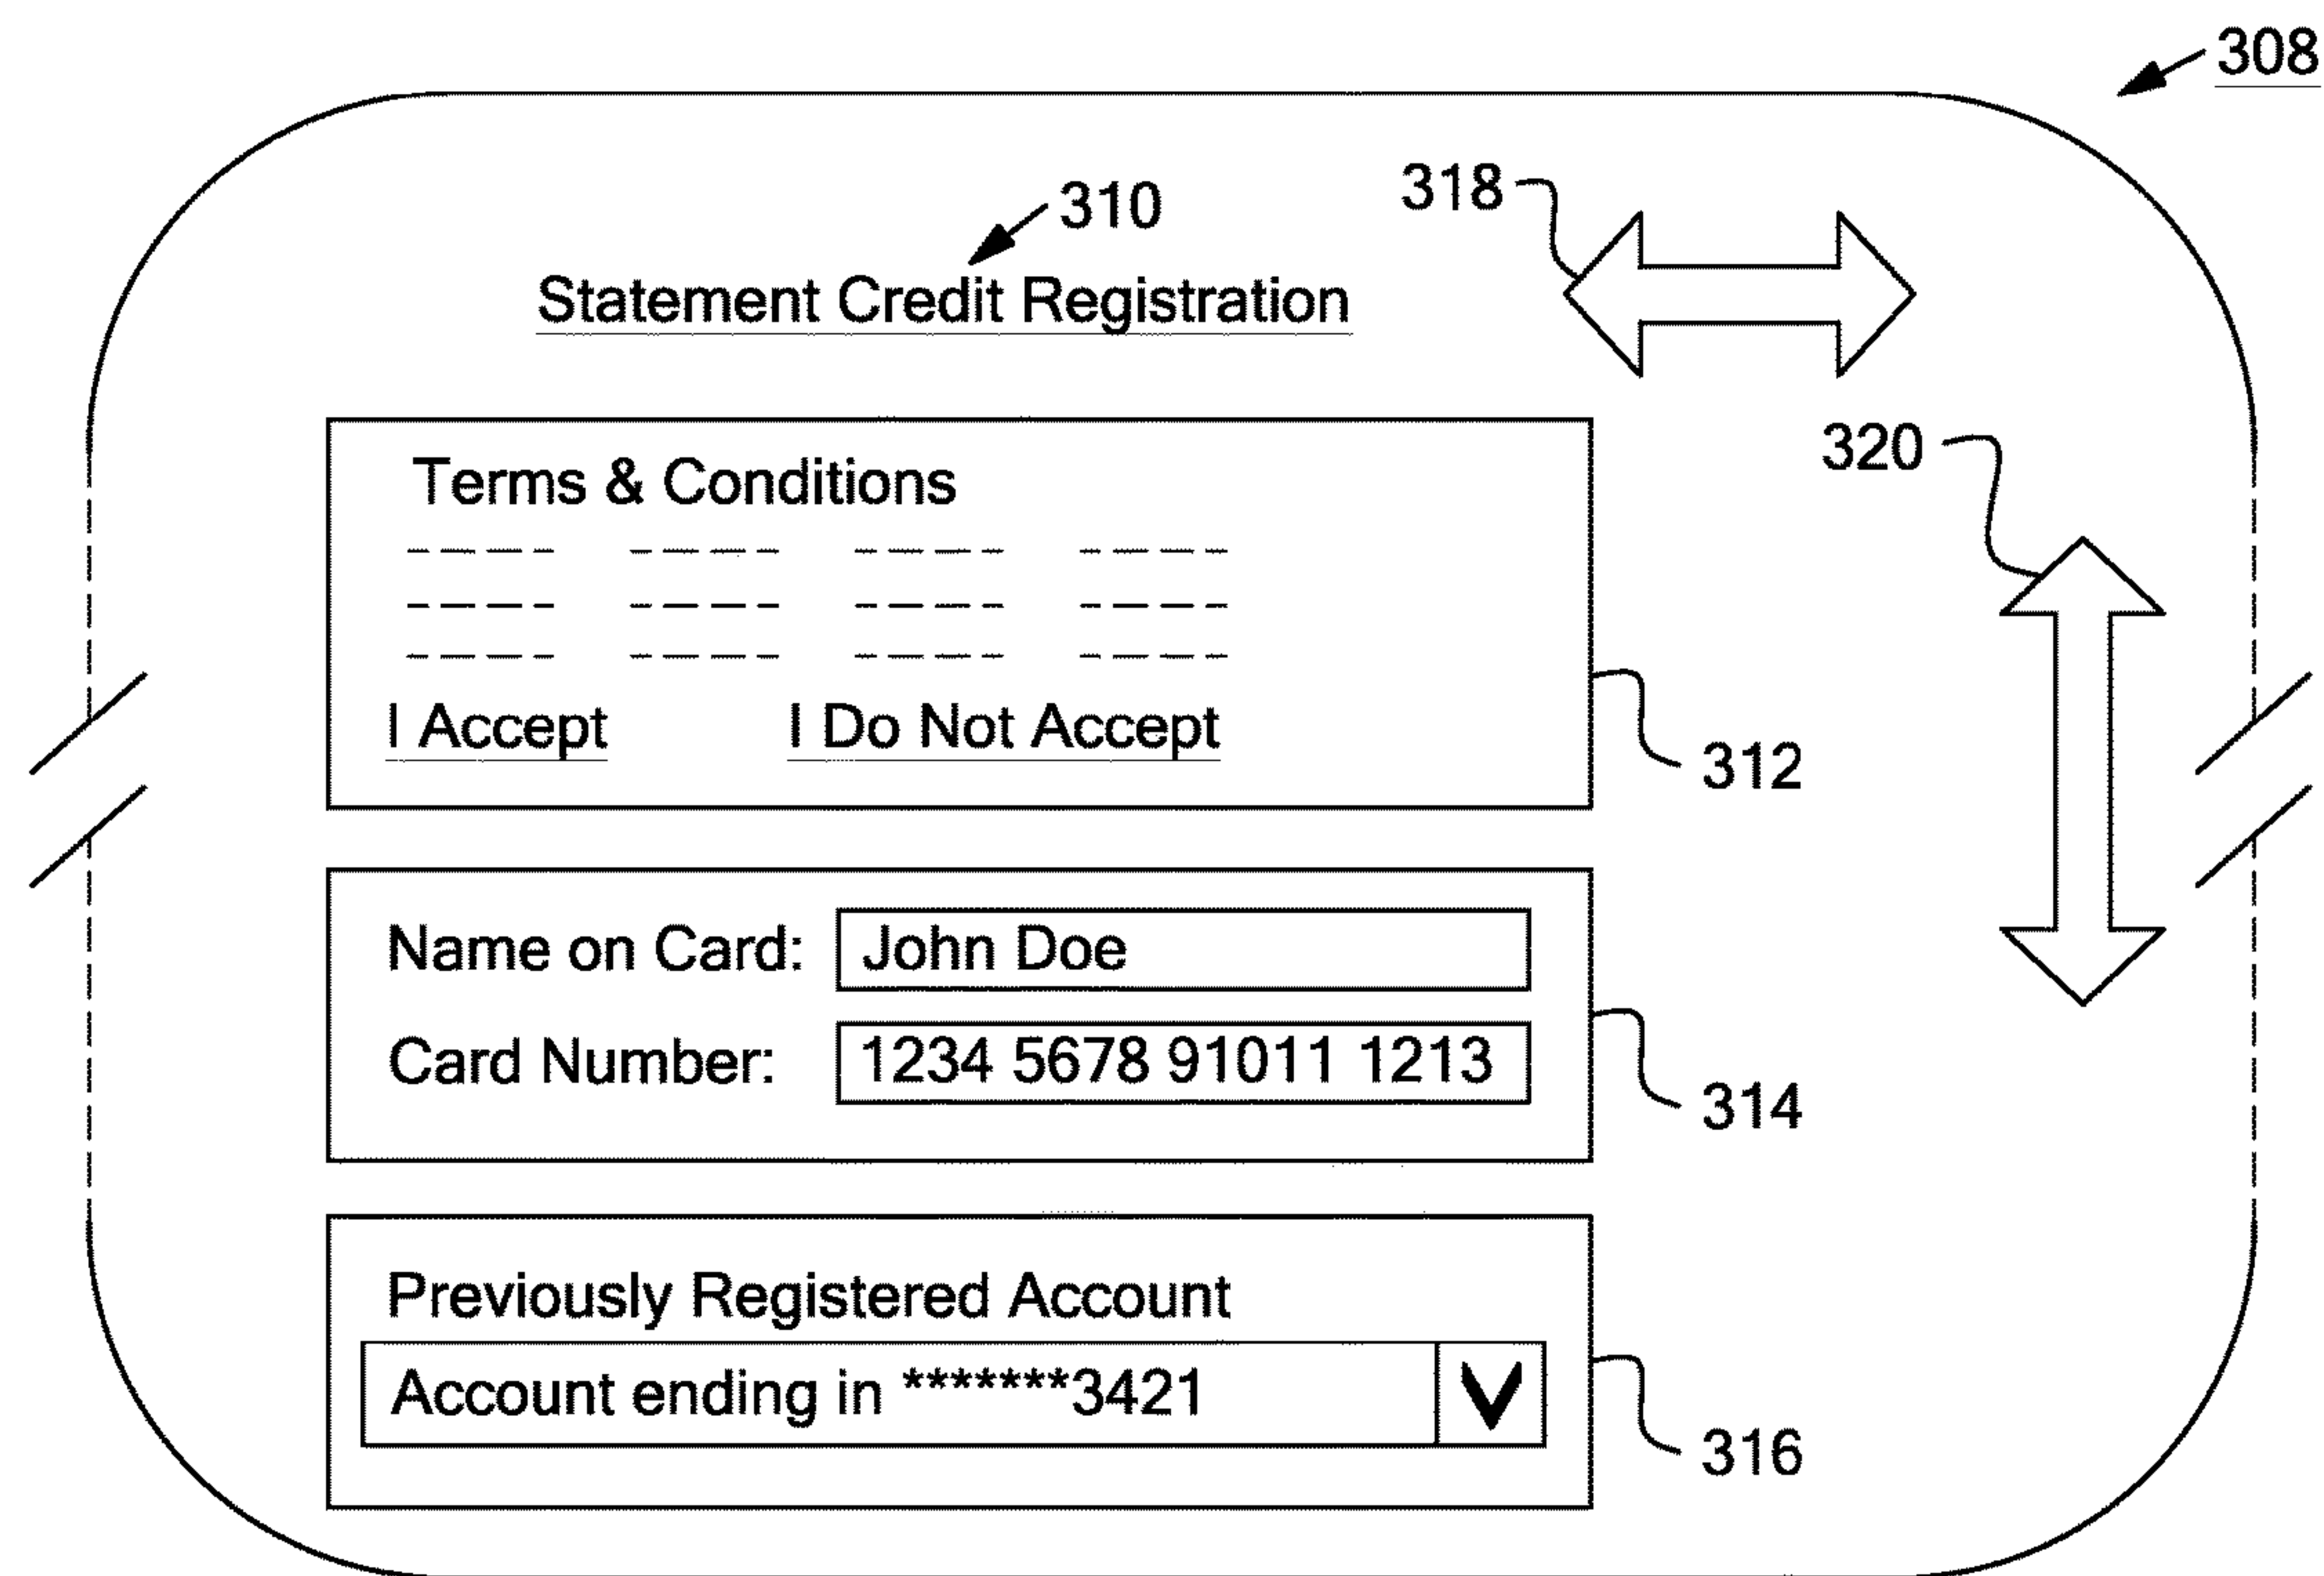 308
310
318
Statement Credit Registration
320
Terms & Conditions
I Accept I Do Not Accept
312
Name on Card: John Doe
Card Number: 1234 5678 91011 1213
314
Previously Registered Account
Account ending in *******3421
316